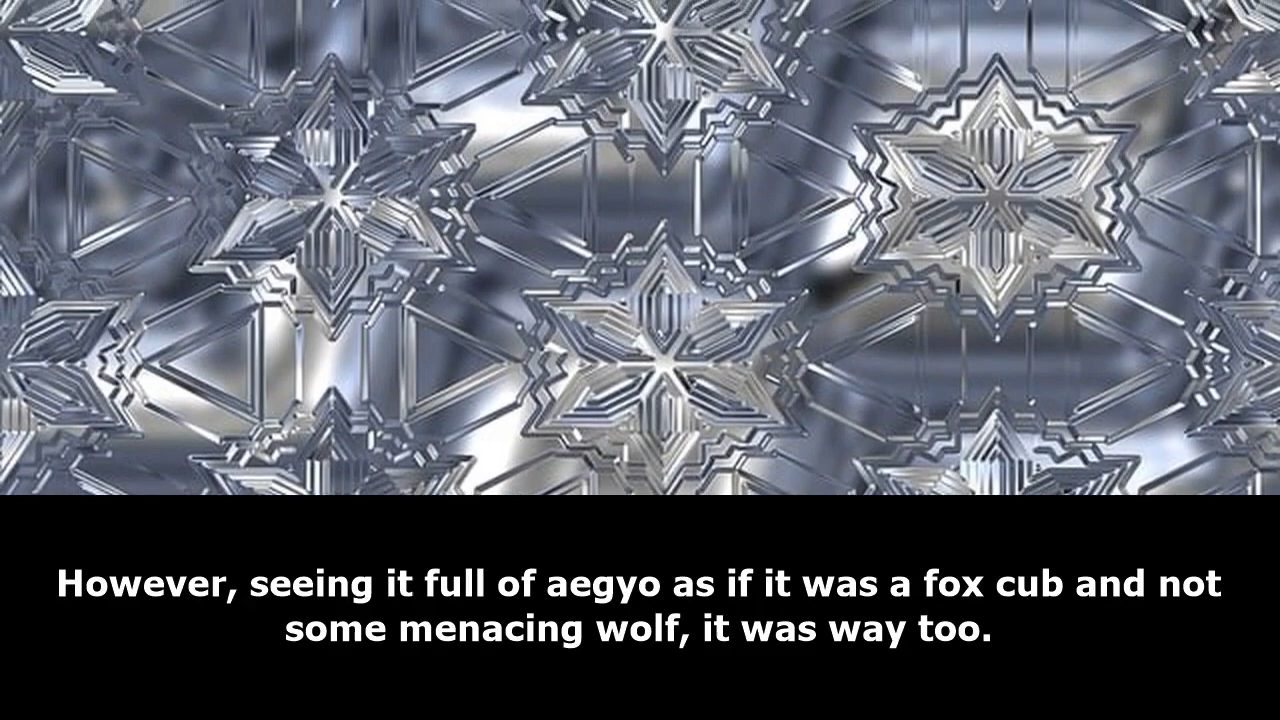 However, seeing it full of aegyo as if it was a fox cub and not
some menacing wolf, it was way too.